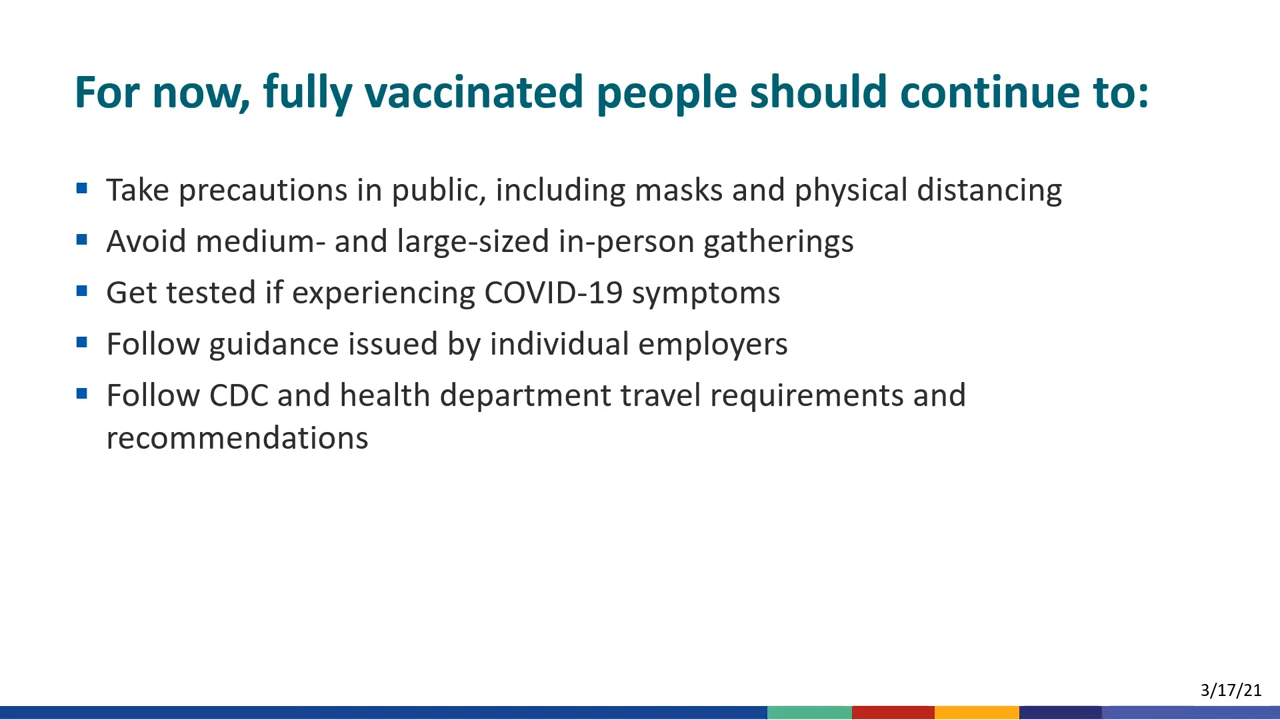 For now, fully vaccinated people should continue to:
▪ Take precautions in public, including masks and physical distancing
▪ Avoid medium- and large-sized in-person gatherings
▪ Get tested if experiencing COVID-19 symptoms
▪ Follow guidance issued by individual employers
▪ Follow CDC and health department travel requirements and
recommendations
3/17/21